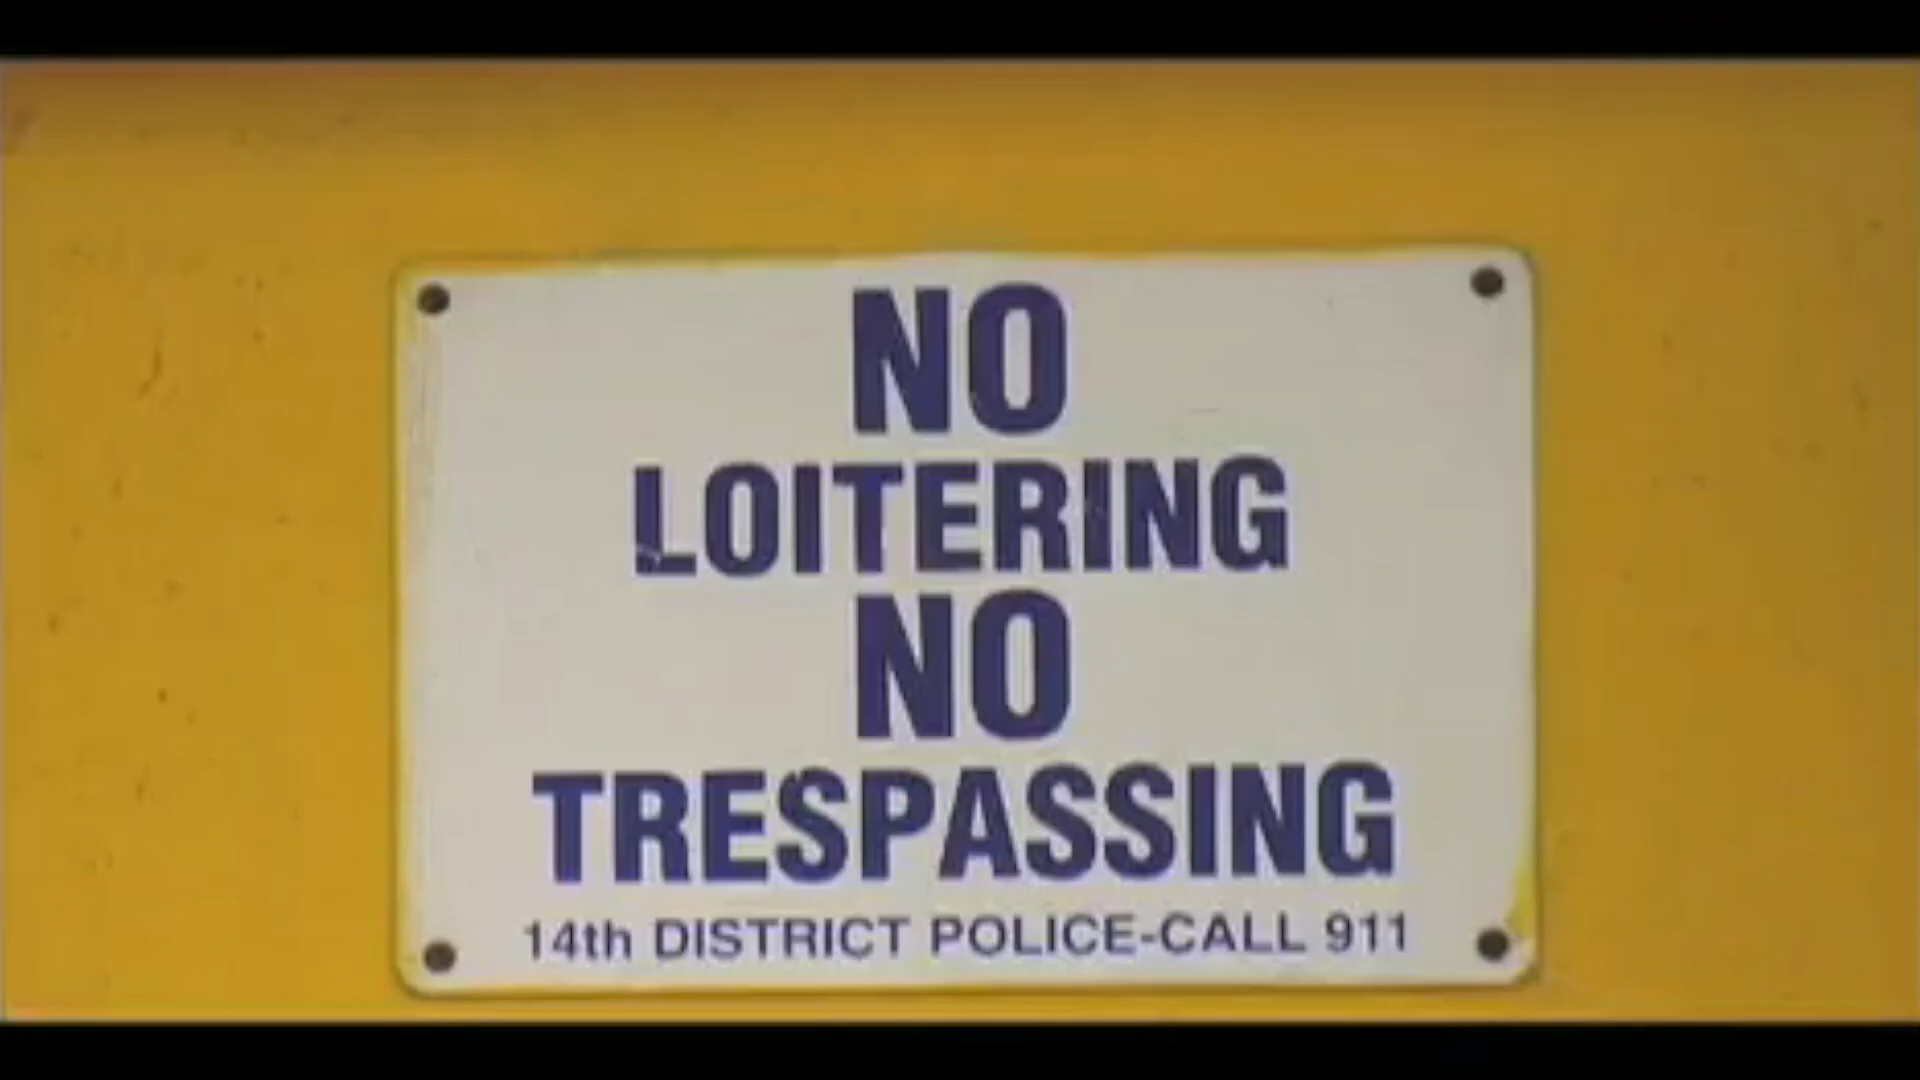 NO
LOITERING
NO
TRESPASSING
14th DISTRICT POLICE-CALL 911